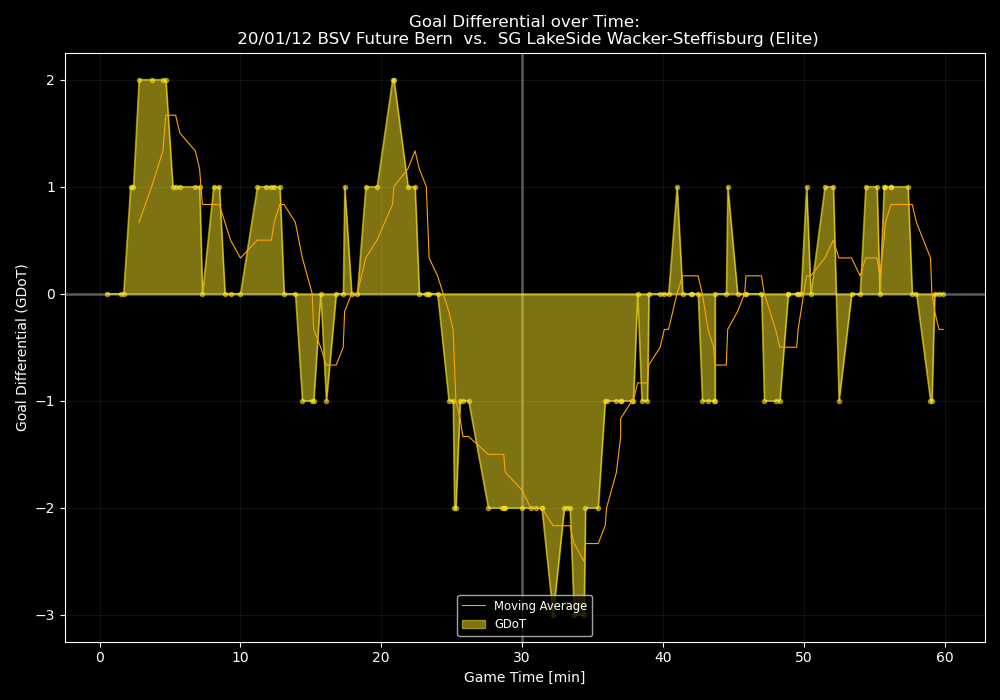 Goal Differential over Time:
20/01/12 BSV Future Bern  vs.  SG LakeSide Wacker-Steffisburg (Elite)
Goal Differential (GDoT)
2
1
0
−1
−2
−3
Moving Average
GDoT
0 10 20 30 40 50 60
Game Time [min]